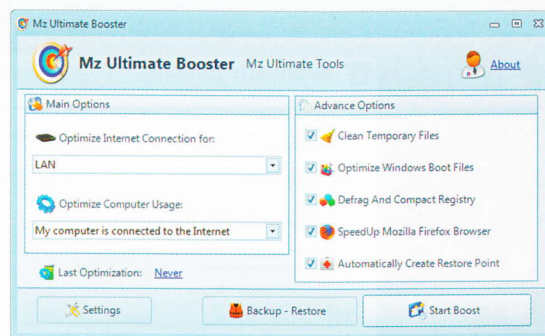 Mz Ultimate Booster
Mz Ultimate Booster Mz Ultimate Tools
About
Main Options
Optimize Internet Connection for:
LAN
Optimize Computer Usage:
My computer is connected to the Internet
Last Optimization: Never
Advance Options
Clean Temporary Files
Optimize Windows Boot Files
Defrag And Compact Registry
SpeedUp Mozilla Firefox Browser
Automatically Create Restore Point
Settings
Backup - Restore
Start Boost